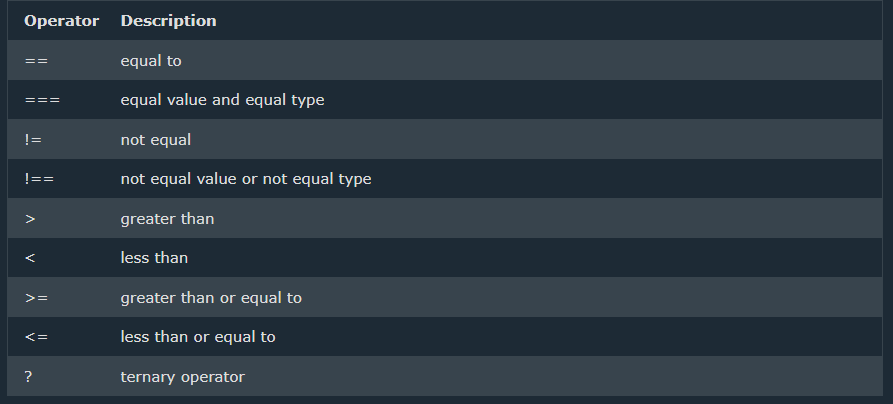 Operator Description
== equal to
=== equal value and equal type
!= not equal
!== not equal value or not equal type
> greater than
< less than
>= greater than or equal to
<= less than or equal to
? ternary operator